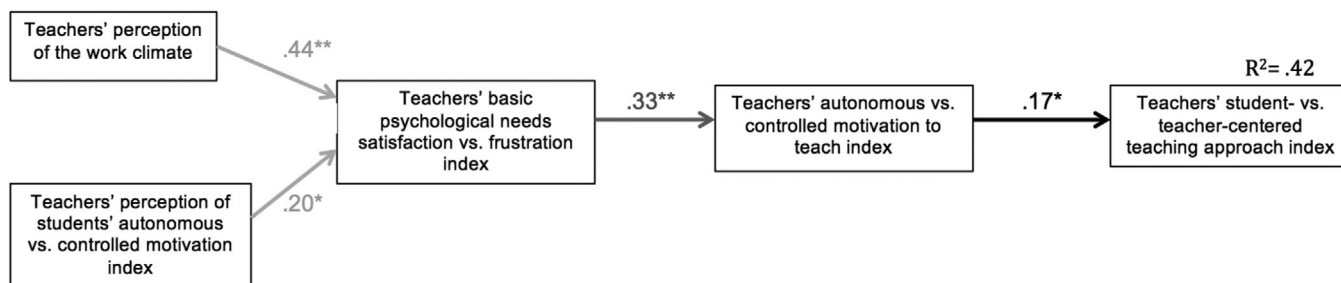 Teachers’ perception
of the work climate
.44**
Teachers’ perception of
students’ autonomous
vs. controlled motivation
index
.20*
Teachers’ basic
psychological needs
satisfaction vs. frustration
index
.33**
Teachers’ autonomous vs.
controlled motivation to
teach index
.17*
R²= .42
Teachers’ student- vs.
teacher-centered
teaching approach index